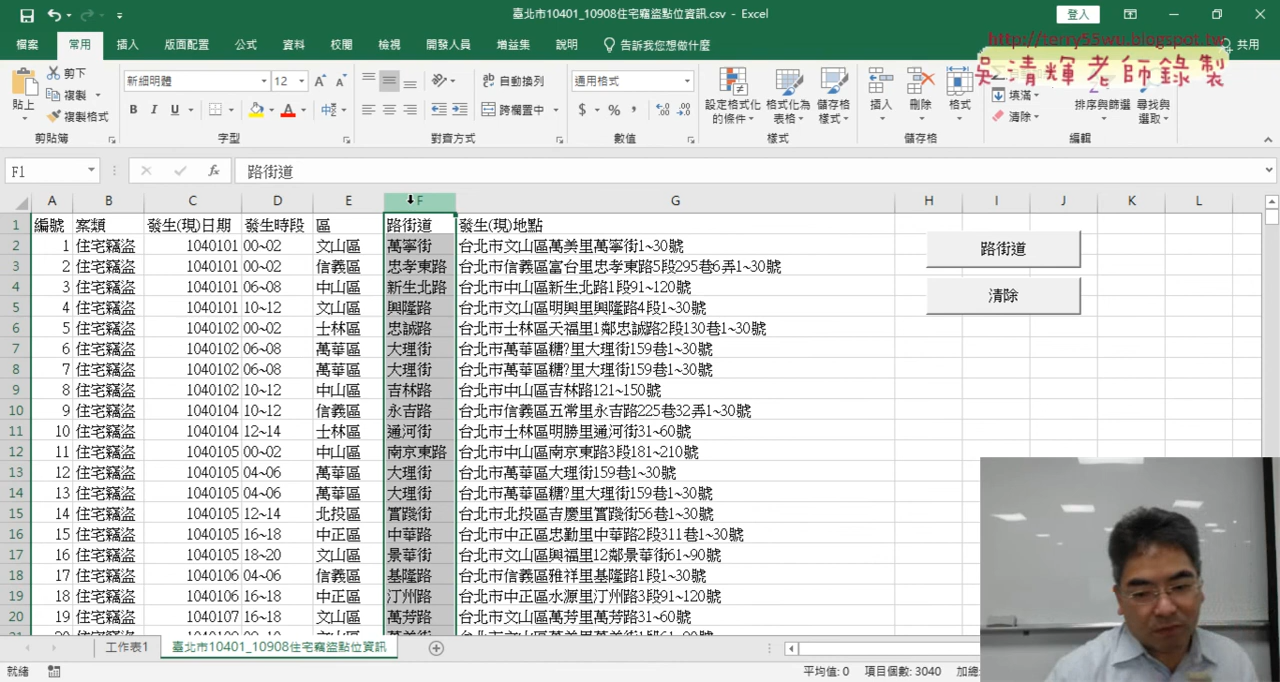 臺北市10401_10908住宅竊盜點位資訊.csv - Excel
登入
檔案 常用 插入 版面配置 公式 資料 校閱 檢視 開發人員 增益集 說明 告訴我您想做什麼 共用
http://terry55wu.blogspot.tw
吳清輝老師錄製
貼上 剪下 複製 複製格式 剪貼簿
新細明體 12 B I U 字型
自動換列 跨欄置中 對齊方式
通用格式 $ % 數值
設定格式化的條件 格式化為表格 儲存格樣式 樣式
插入 刪除 格式 儲存格
填滿 清除 排序與篩選 尋找與選取 編輯
F1 fx 路街道
A B C D E F G H I J K L
1 編號 案類 發生(現)日期 發生時段 區 路街道 發生(現)地點
2 1 住宅竊盜 1040101 00~02 文山區 萬寧街 台北市文山區萬美里萬寧街1~30號
3 2 住宅竊盜 1040101 00~02 信義區 忠孝東路 台北市信義區富台里忠孝東路5段295巷6弄1~30號
4 3 住宅竊盜 1040101 06~08 中山區 新生北路 台北市中山區新生北路1段91~120號
5 4 住宅竊盜 1040101 10~12 文山區 興隆路 台北市文山區明興里興隆路4段1~30號
6 5 住宅竊盜 1040102 00~02 士林區 忠誠路 台北市士林區天福里1鄰忠誠路2段130巷1~30號
7 6 住宅竊盜 1040102 06~08 萬華區 大理街 台北市萬華區糖?里大理街159巷1~30號
8 7 住宅竊盜 1040102 06~08 萬華區 大理街 台北市萬華區糖?里大理街159巷1~30號
9 8 住宅竊盜 1040102 10~12 中山區 吉林路 台北市中山區吉林路121~150號
10 9 住宅竊盜 1040104 10~12 信義區 永吉路 台北市信義區五常里永吉路225巷32弄1~30號
11 10 住宅竊盜 1040104 12~14 士林區 通河街 台北市士林區明勝里通河街31~60號
12 11 住宅竊盜 1040105 00~02 中山區 南京東路 台北市中山區南京東路3段181~210號
13 12 住宅竊盜 1040105 04~06 萬華區 大理街 台北市萬華區大理街159巷1~30號
14 13 住宅竊盜 1040105 04~06 萬華區 大理街 台北市萬華區糖?里大理街159巷1~30號
15 14 住宅竊盜 1040105 12~14 北投區 實踐街 台北市北投區吉慶里實踐街56巷1~30號
16 15 住宅竊盜 1040105 16~18 中正區 中華路 台北市中正區忠勤里中華路2段311巷1~30號
17 16 住宅竊盜 1040105 18~20 文山區 景華街 台北市文山區興福里12鄰景華街61~90號
18 17 住宅竊盜 1040106 04~06 信義區 基隆路 台北市信義區雅祥里基隆路1段1~30號
19 18 住宅竊盜 1040106 16~18 中正區 汀州路 台北市中正區水源里汀州路3段91~120號
20 19 住宅竊盜 1040107 16~18 文山區 萬芳路 台北市文山區萬芳里萬芳路31~60號
路街道
清除
工作表1 臺北市10401_10908住宅竊盜點位資訊
就緒 平均值: 0 項目個數: 3040 加總